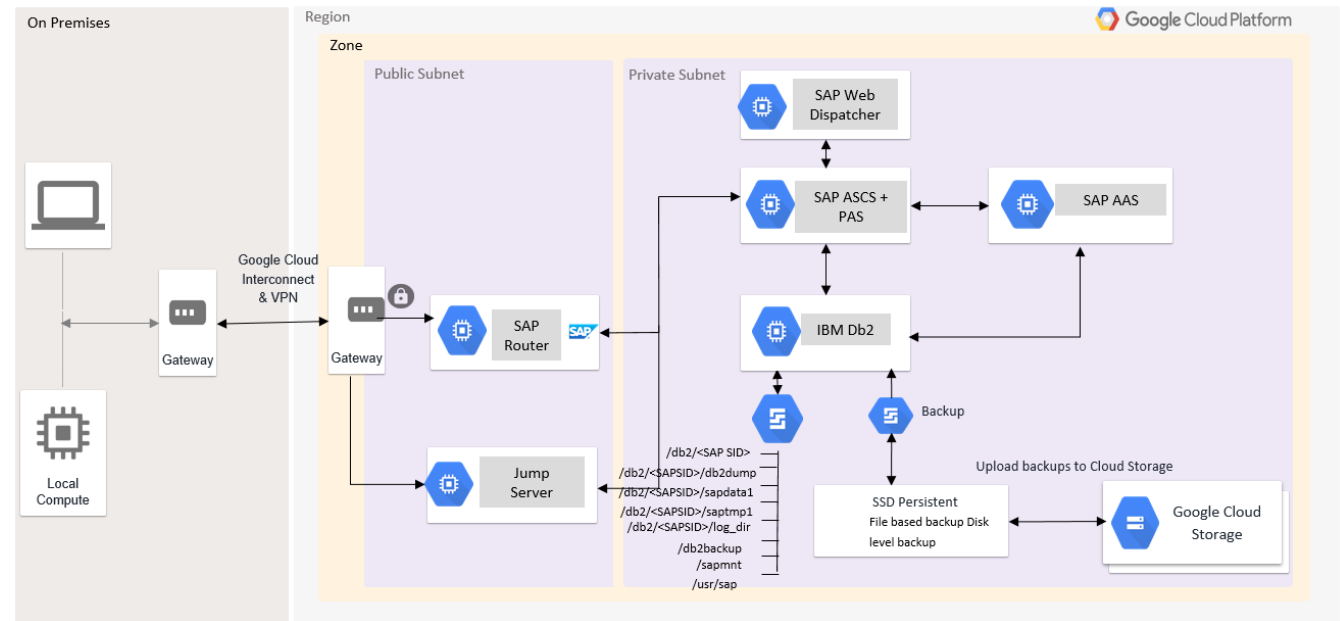 On Premises
Region
Google Cloud Platform
Zone
Public Subnet
Private Subnet
SAP Web
Dispatcher
SAP ASCS +
PAS
SAP AAS
Google Cloud
Interconnect
& VPN
Gateway
Gateway
SAP
Router
SAP
IBM Db2
Backup
Local
Compute
Jump
Server
/db2/<SAP SID>
/db2/<SAPSID>/db2dump
/db2/<SAPSID>/sapdata1
/db2/<SAPSID>/saptmp1
/db2/<SAPSID>/log_dir
/db2backup
/sapmnt
/usr/sap
Upload backups to Cloud Storage
SSD Persistent
File based backup Disk
level backup
Google Cloud
Storage